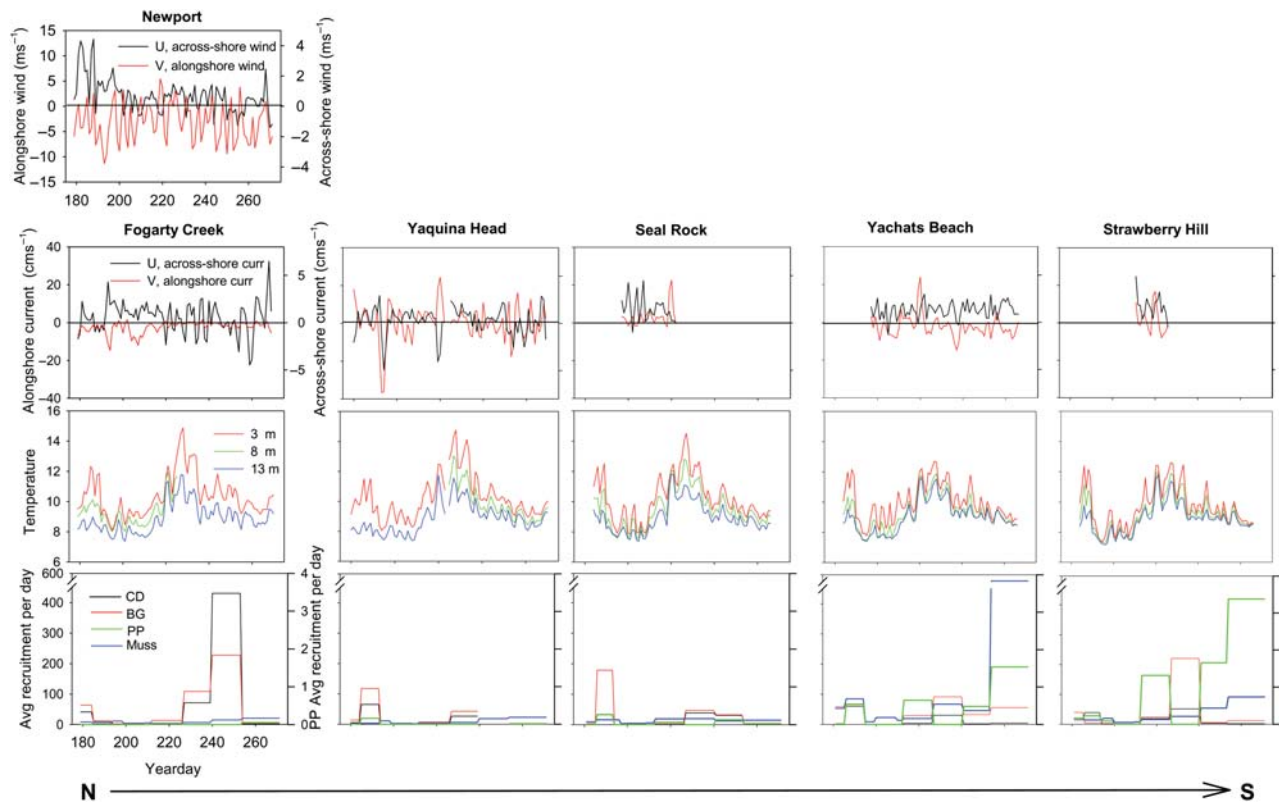 Newport
Alongshore wind (ms−1)
15
10
5
0
−5
−10
−15
U, across-shore wind
V, alongshore wind
4
2
0
−2
−4
Across-shore wind (ms−1)
180 200 220 240 260
Fogarty Creek
Yaquina Head
Seal Rock
Yachats Beach
Strawberry Hill
Alongshore current (cms−1)
40
20
0
−20
−40
U, across-shore curr
V, alongshore curr
5
0
−5
Across-shore current (cms−1)
Temperature
16
14
12
10
8
6
3 m
8 m
13 m
Avg recruitment per day
600
400
300
200
100
0
CD
BG
PP
Muss
4
3
2
1
0
PP Avg recruitment per day
180 200 220 240 260
Yearday
N
S